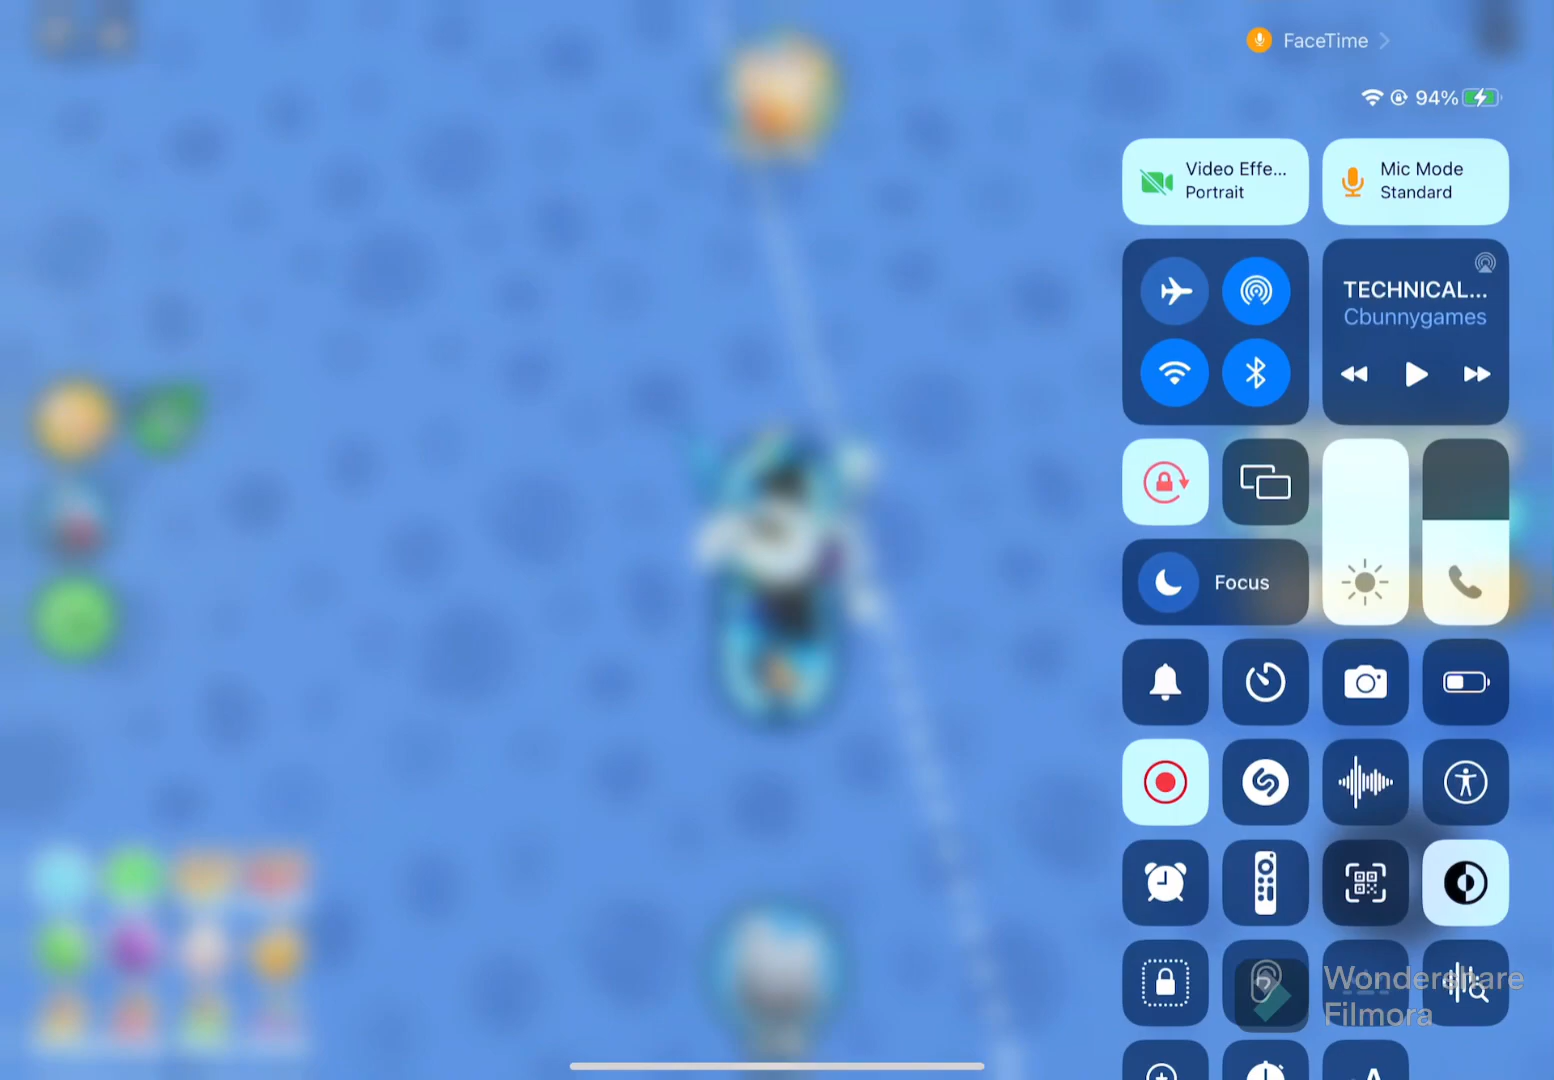 FaceTime
94%
Video Effe...
Portrait
Mic Mode
Standard
TECHNICAL...
Cbunnygames
Focus
Wondershare
Filmora